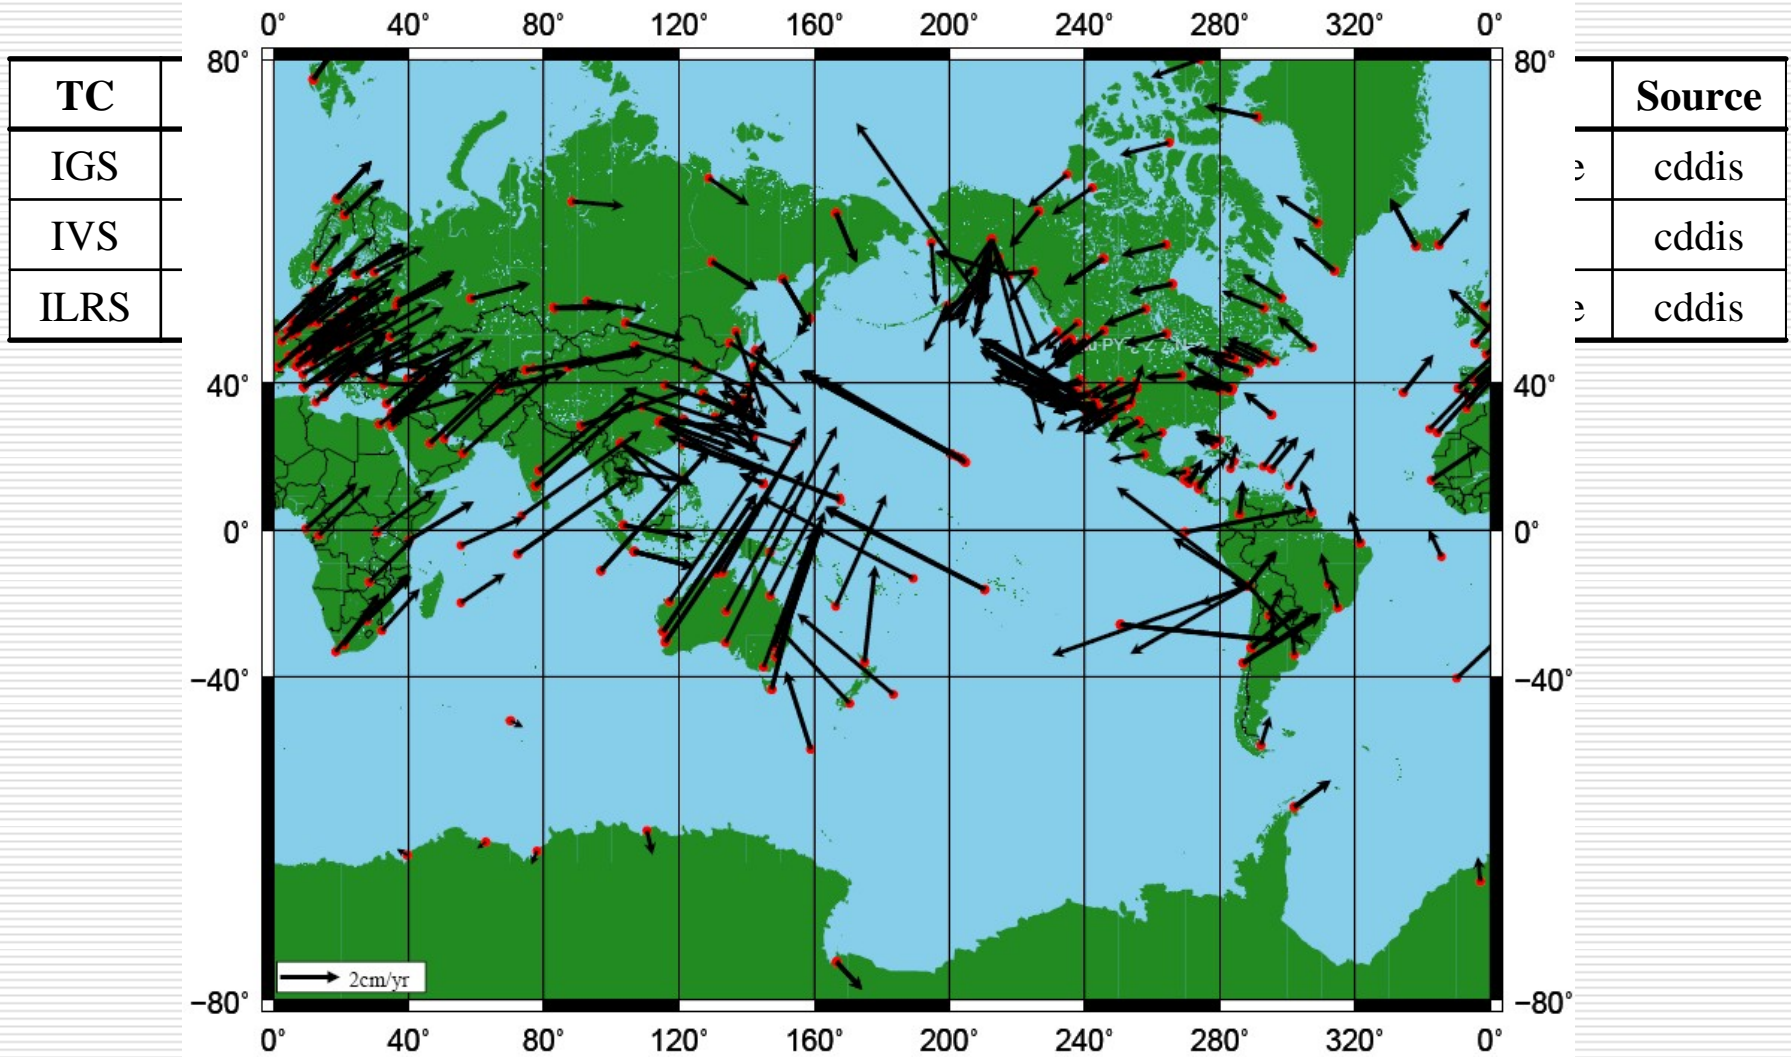 0° 40° 80° 120° 160° 200° 240° 280° 320° 0°
80° 80°
TC Source
IGS e cddis
IVS cddis
ILRS e cddis
40° 40°
0° 0°
−40° −40°
2cm/yr
−80° −80°
0° 40° 80° 120° 160° 200° 240° 280° 320° 0°